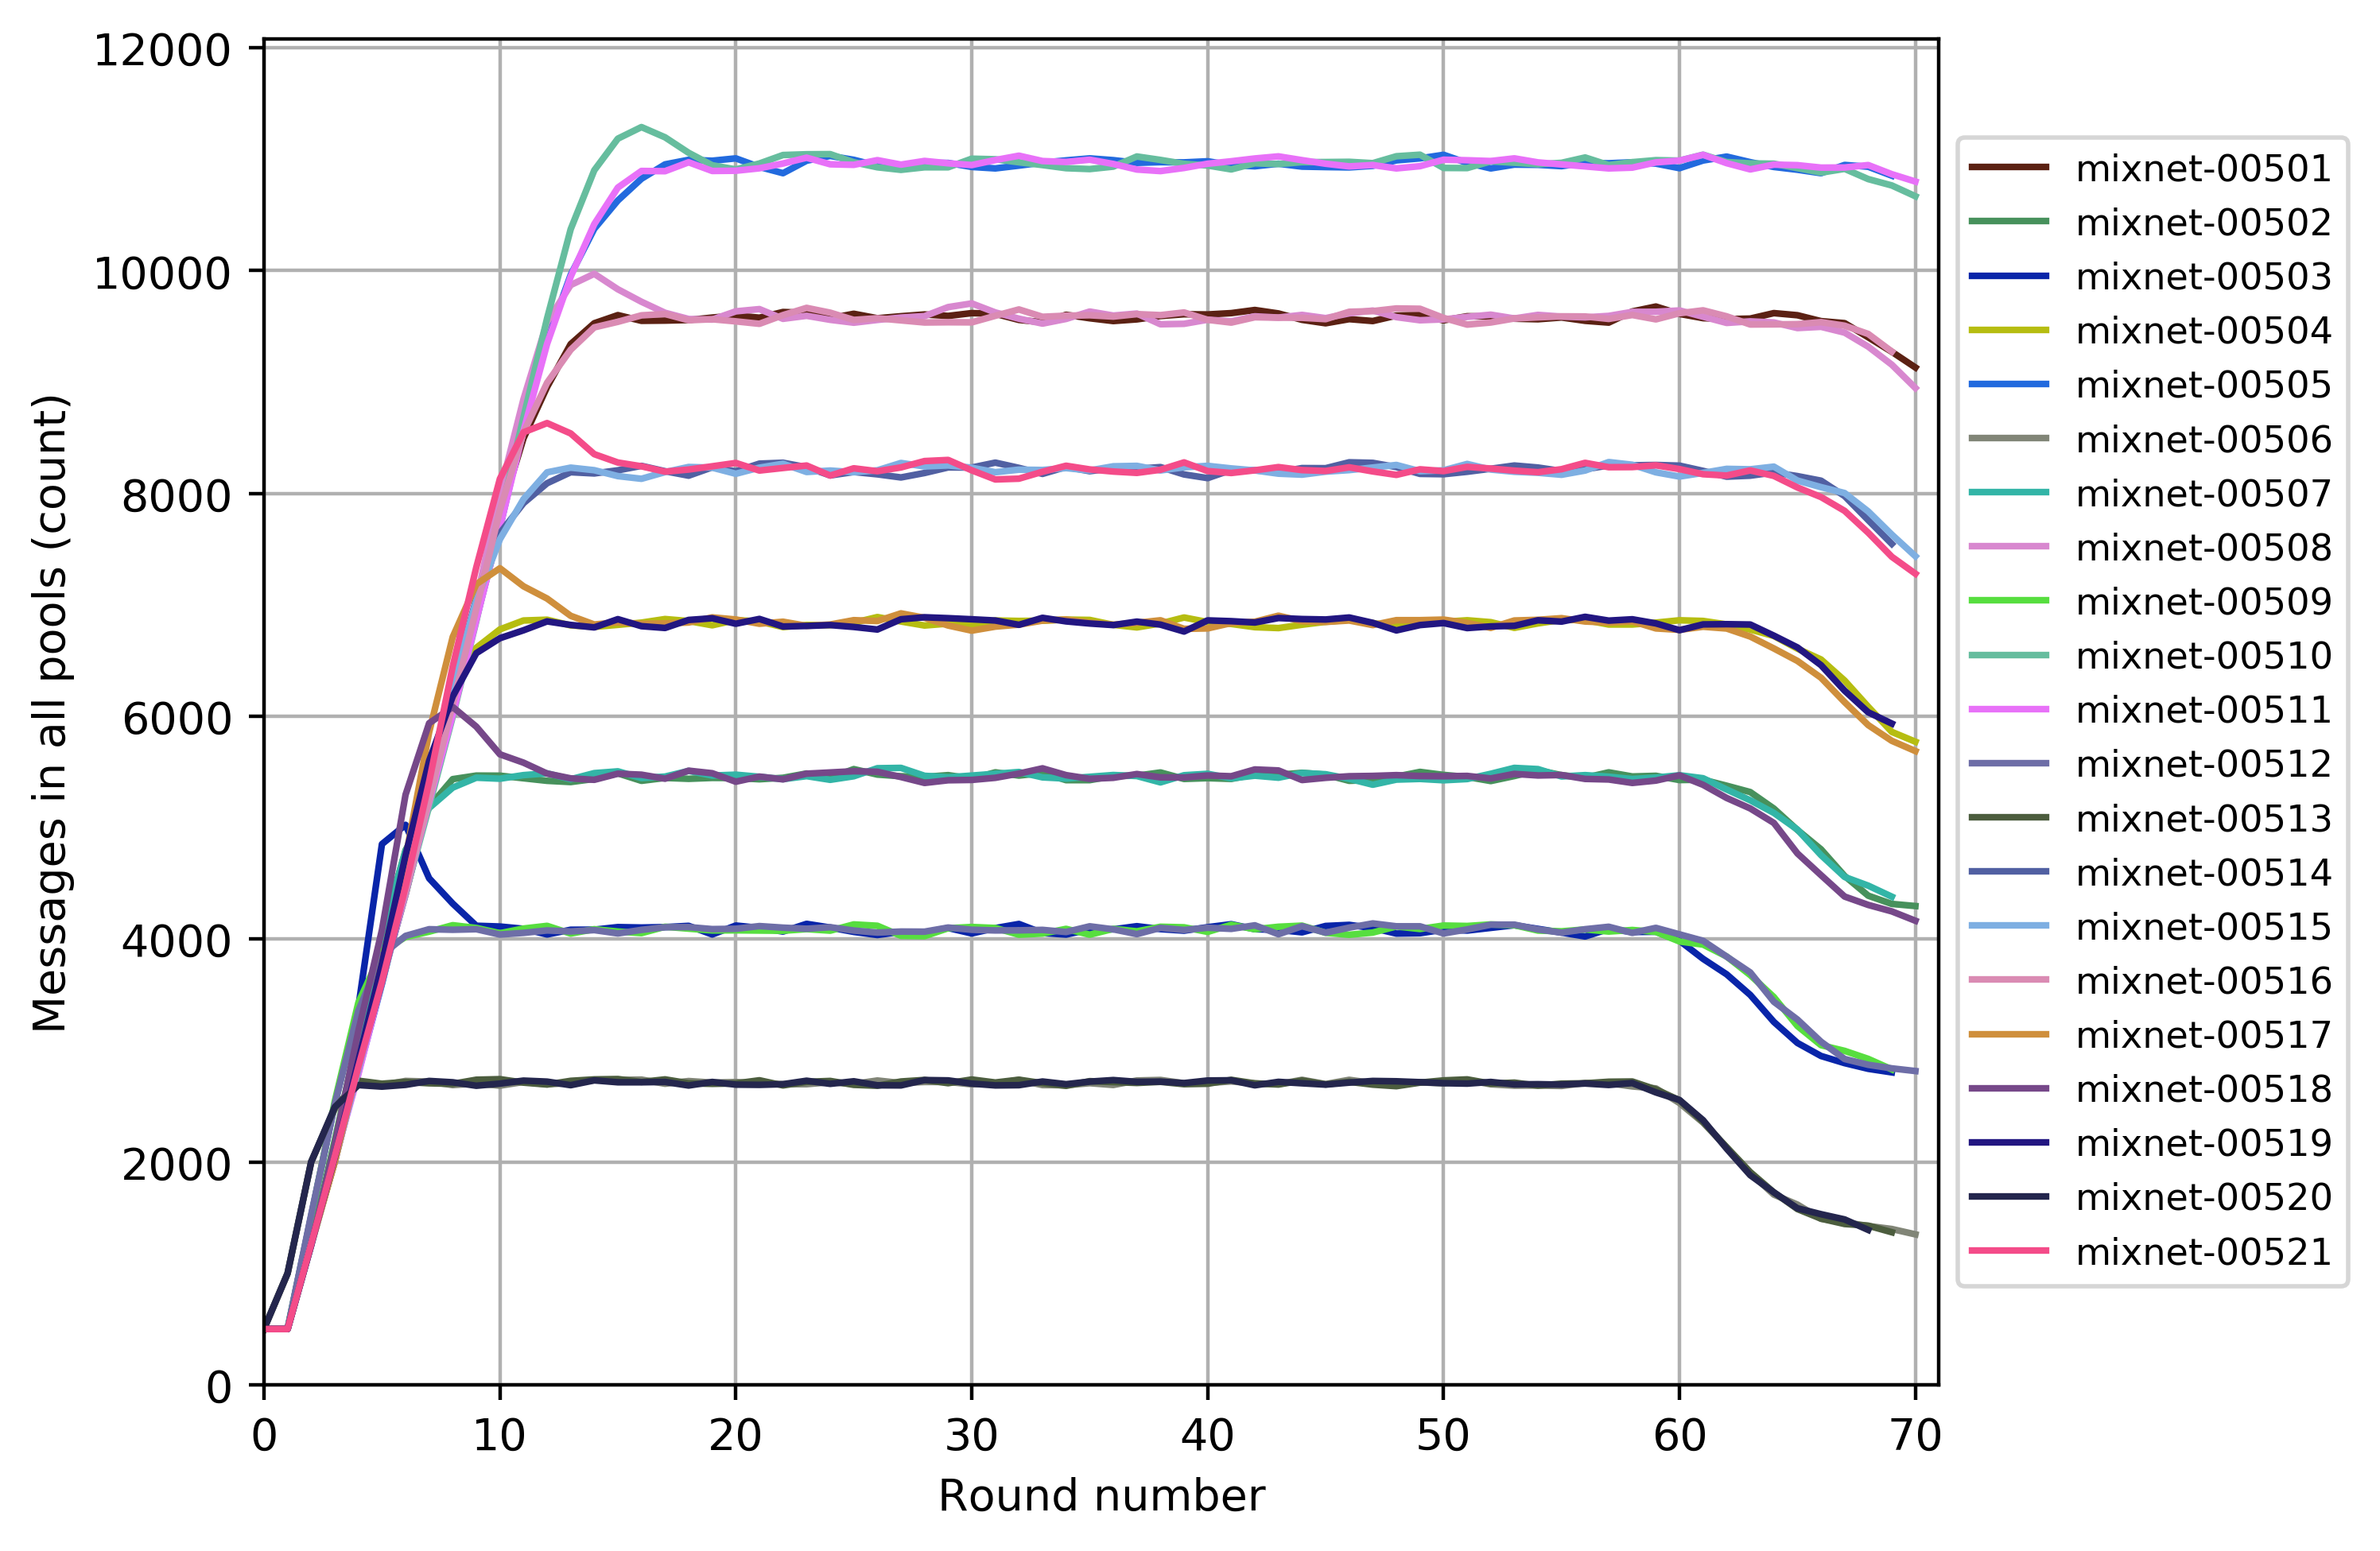 12000
10000
8000
6000
4000
2000
0
Messages in all pools (count)
0 10 20 30 40 50 60 70
Round number
mixnet-00501
mixnet-00502
mixnet-00503
mixnet-00504
mixnet-00505
mixnet-00506
mixnet-00507
mixnet-00508
mixnet-00509
mixnet-00510
mixnet-00511
mixnet-00512
mixnet-00513
mixnet-00514
mixnet-00515
mixnet-00516
mixnet-00517
mixnet-00518
mixnet-00519
mixnet-00520
mixnet-00521